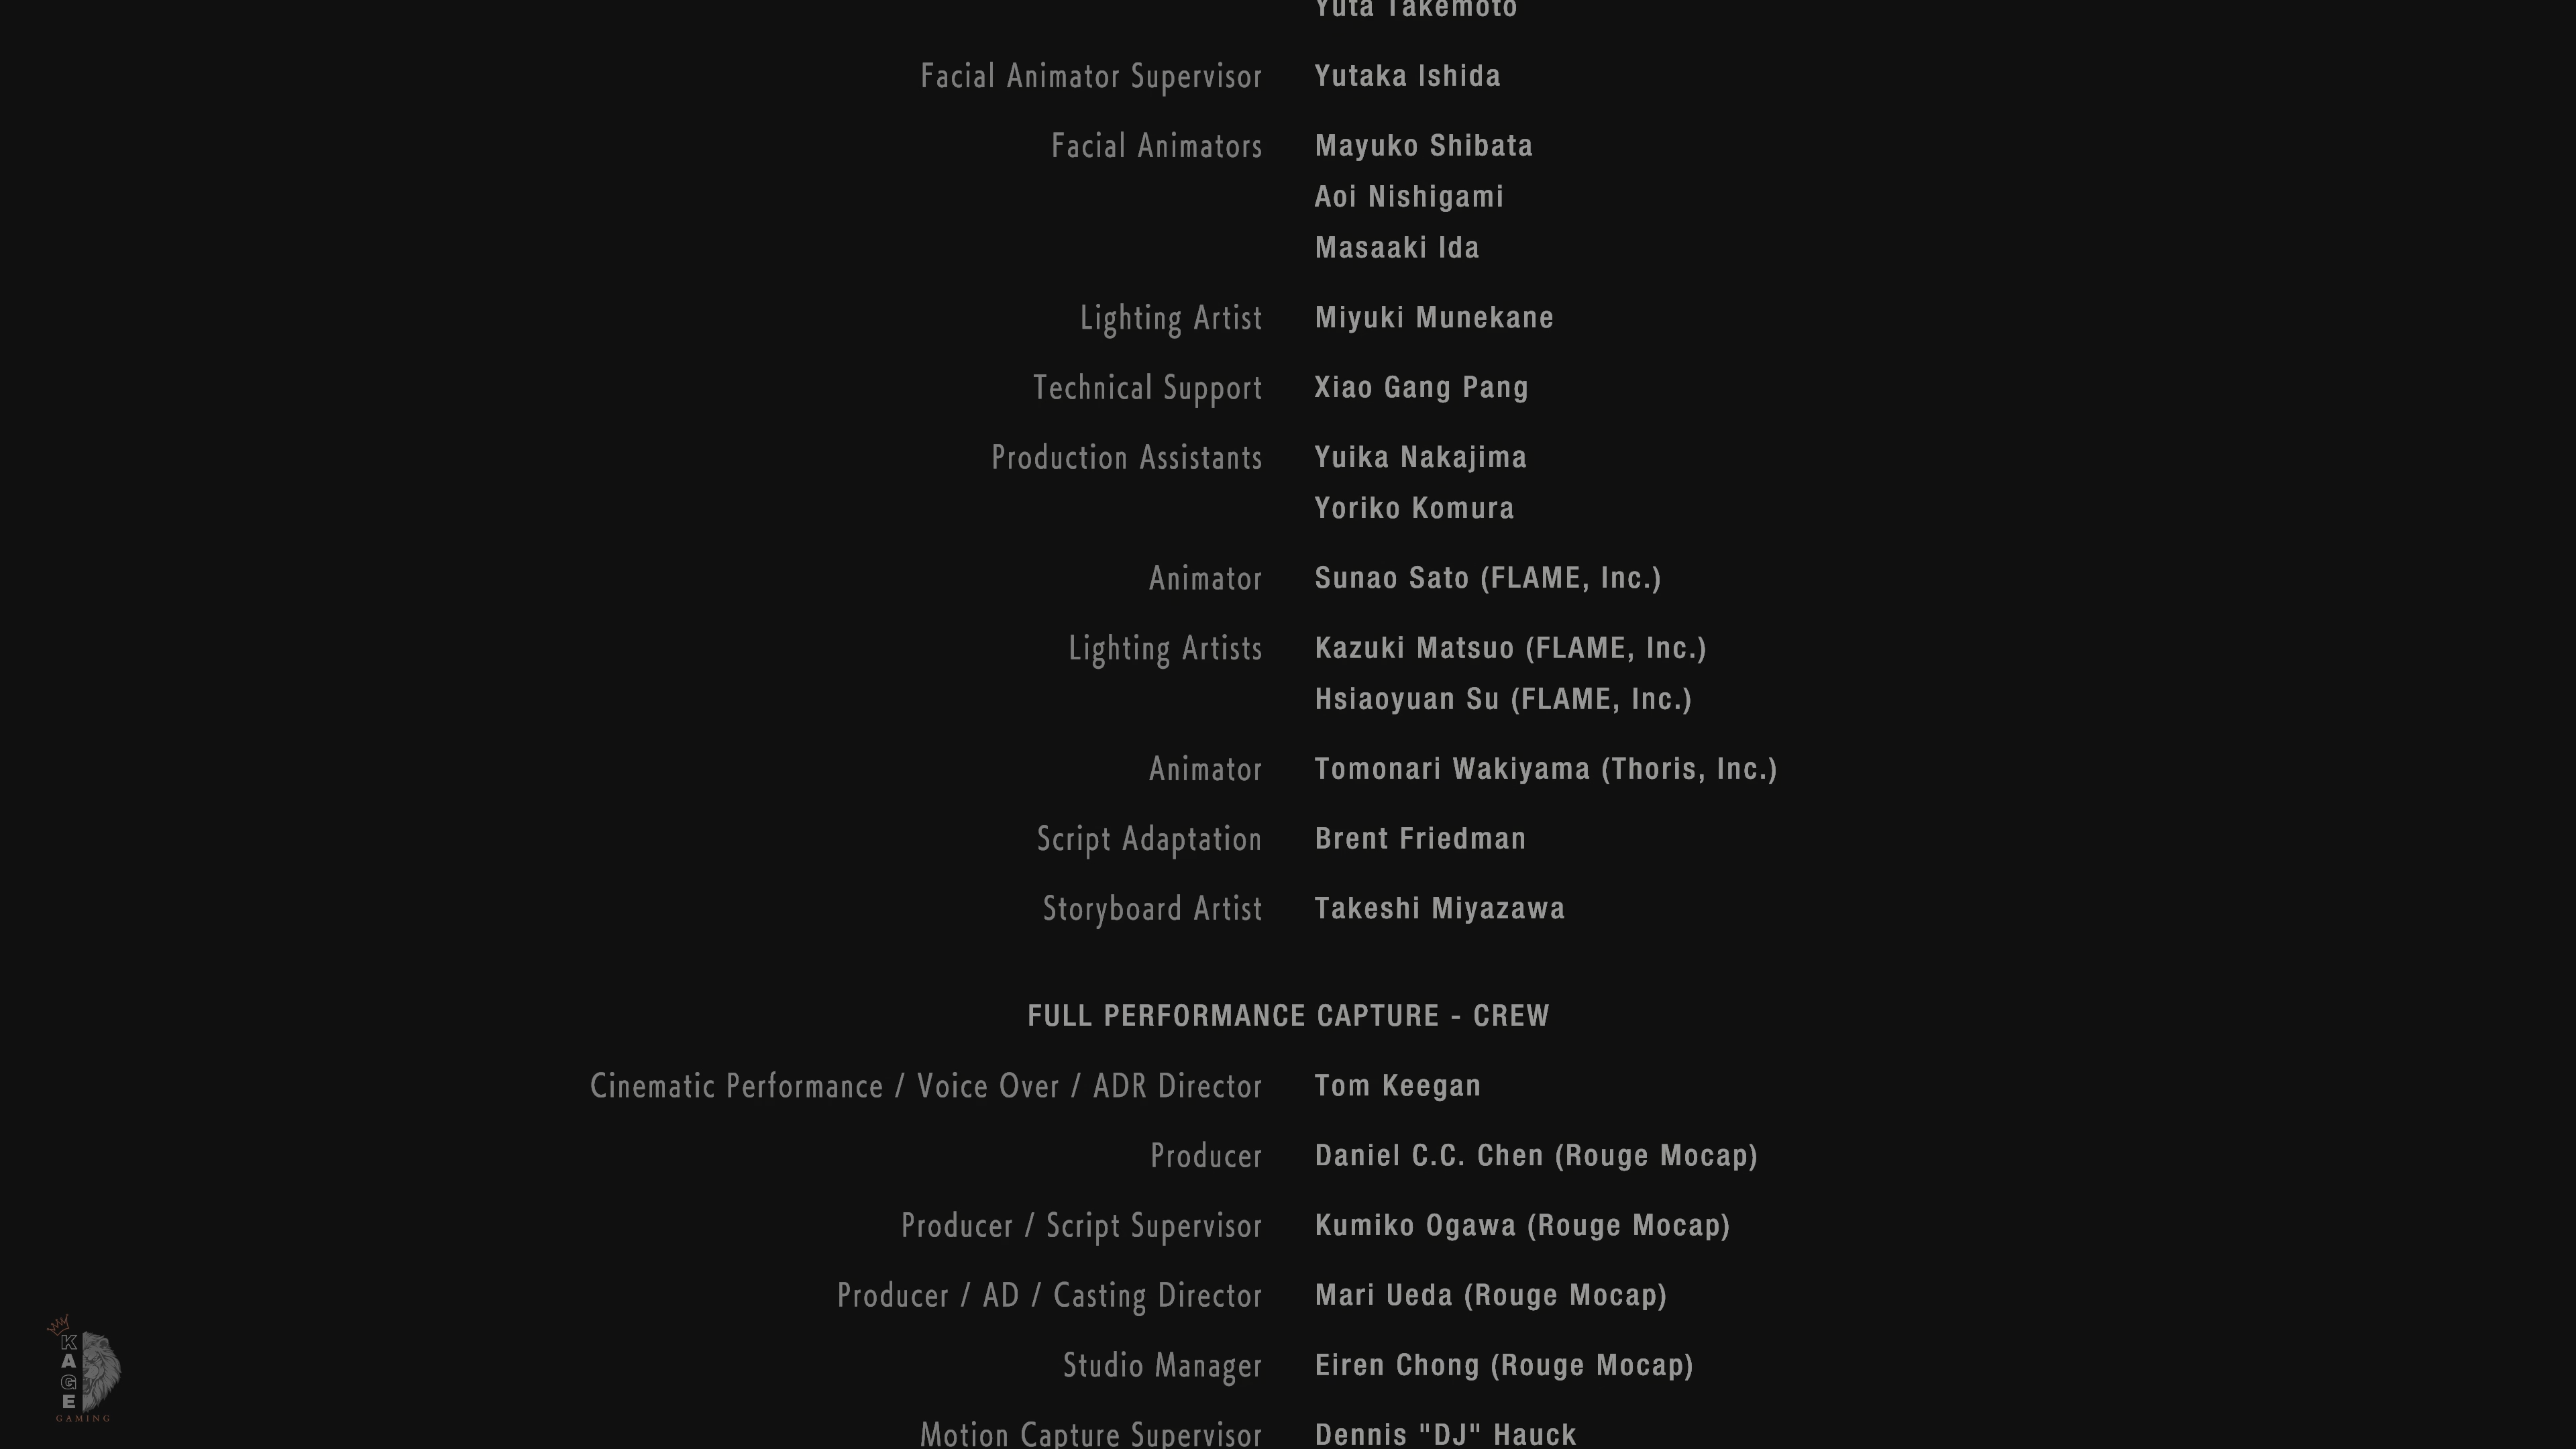 Yuta Takemoto
Facial Animator Supervisor Yutaka Ishida
Facial Animators Mayuko Shibata
Aoi Nishigami
Masaaki Ida
Lighting Artist Miyuki Munekane
Technical Support Xiao Gang Pang
Production Assistants Yuika Nakajima
Yoriko Komura
Animator Sunao Sato (FLAME, Inc.)
Lighting Artists Kazuki Matsuo (FLAME, Inc.)
Hsiaoyuan Su (FLAME, Inc.)
Animator Tomonari Wakiyama (Thoris, Inc.)
Script Adaptation Brent Friedman
Storyboard Artist Takeshi Miyazawa
FULL PERFORMANCE CAPTURE - CREW
Cinematic Performance / Voice Over / ADR Director Tom Keegan
Producer Daniel C.C. Chen (Rouge Mocap)
Producer / Script Supervisor Kumiko Ogawa (Rouge Mocap)
Producer / AD / Casting Director Mari Ueda (Rouge Mocap)
Studio Manager Eiren Chong (Rouge Mocap)
Motion Capture Supervisor Dennis "DJ" Hauck
KAGE
GAMING